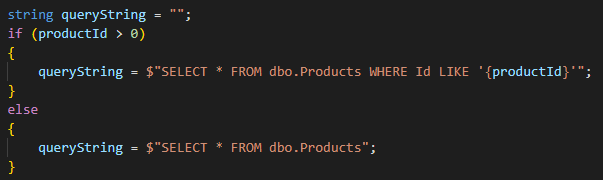 string queryString = "";
if (productId > 0)
{
    queryString = $"SELECT * FROM dbo.Products WHERE Id LIKE '{productId}'";
}
else
{
    queryString = $"SELECT * FROM dbo.Products";
}